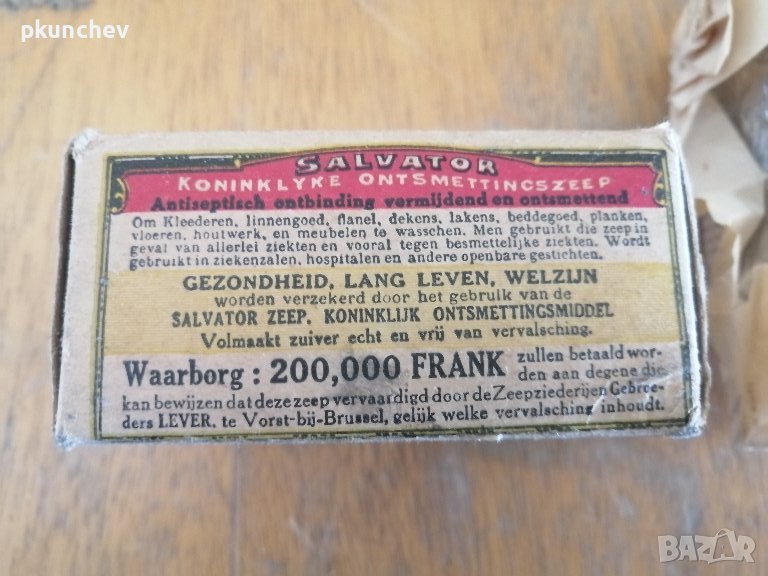 pkunchev
SALVATOR
KONINKLYKE ONTSMETTINGSZEEP
Antiseptisch ontbinding vermijdend en ontsmettend
Om Kleederen, linnengoed, flanel, dekens, lakens, beddegoed, planken,
vloeren, houtwerk, en meubelen te wasschen. Men gebruikt die zeep in
geval van allerlei ziekten en vooral tegen besmettelijke ziekten. Wordt
gebruikt in ziekenzalen, hospitalen en andere openbare gestichten.
GEZONDHEID, LANG LEVEN, WELZIJN
worden verzekerd door het gebruik van de
SALVATOR ZEEP, KONINKLIJK ONTSMETTINGSMIDDEL
Volmaakt zuiver echt en vrij van vervalsching.
Waarborg : 200,000 FRANK zullen betaald wor-
den aan degene die
kan bewijzen dat deze zeep vervaardigd door de Zeepziederijen Gebroe-
ders LEVER, te Vorst-bij-Brussel, gelijk welke vervalsching inhoudt.
BAZAR